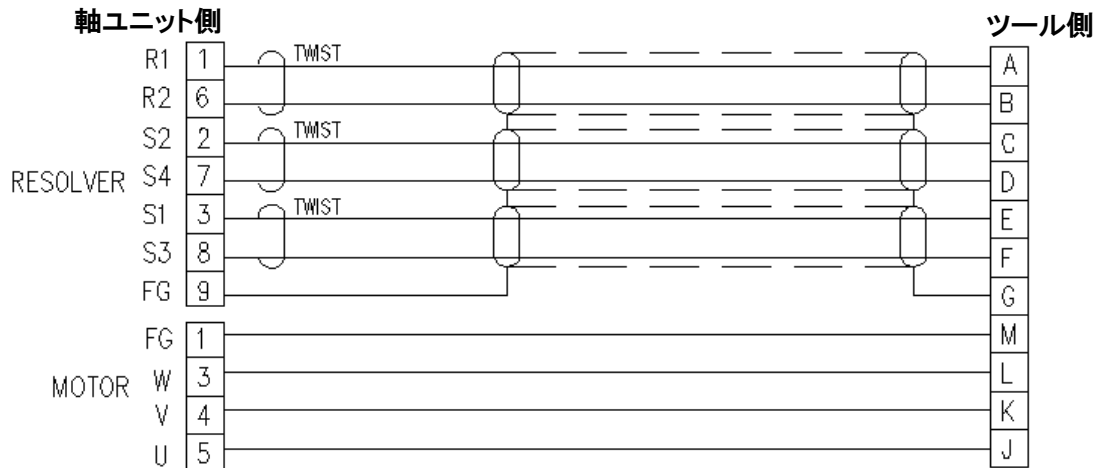 軸ユニット側 ツール側
R1 1 TWIST A
R2 6 B
S2 2 TWIST C
RESOLVER S4 7 D
S1 3 TWIST E
S3 8 F
FG 9 G
FG 1 M
MOTOR W 3 L
V 4 K
U 5 J